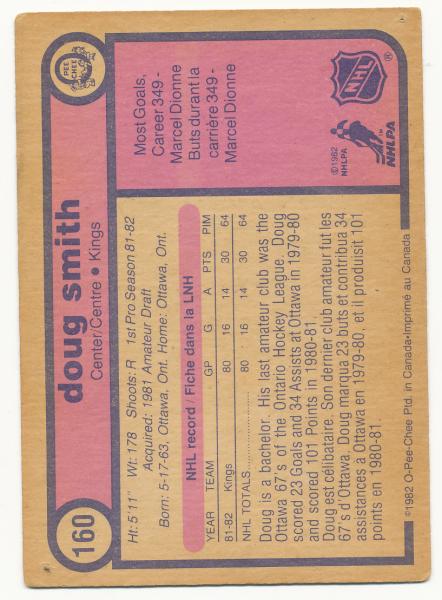 160
doug smith
Center/Centre • Kings
O PEE CHEE
Ht: 5'11" Wt: 178 Shoots: R 1st Pro Season 81-82
Acquired: 1981 Amateur Draft
Born: 5-17-63, Ottawa, Ont. Home: Ottawa, Ont.
NHL record / Fiche dans la LNH
YEAR TEAM GP G A PTS PIM
81-82 Kings 80 16 14 30 64
NHL TOTALS 80 16 14 30 64
Most Goals,
Career 349 -
Marcel Dionne
Buts durant la
carrière 349 -
Marcel Dionne
NHL
®
©1982
NHLPA
NHLPA
TM
Doug is a bachelor. His last amateur club was the
Ottawa 67's of the Ontario Hockey League. Doug
scored 23 Goals and 34 Assists at Ottawa in 1979-80
and scored 101 Points in 1980-81.
Doug est célibataire. Son dernier club amateur fut les
67's d'Ottawa. Doug marqua 23 buts et contribua 34
assistances à Ottawa en 1979-80, et il produisit 101
points en 1980-81.
©1982 O-Pee-Chee Ptd. in Canada-Imprimé au Canada